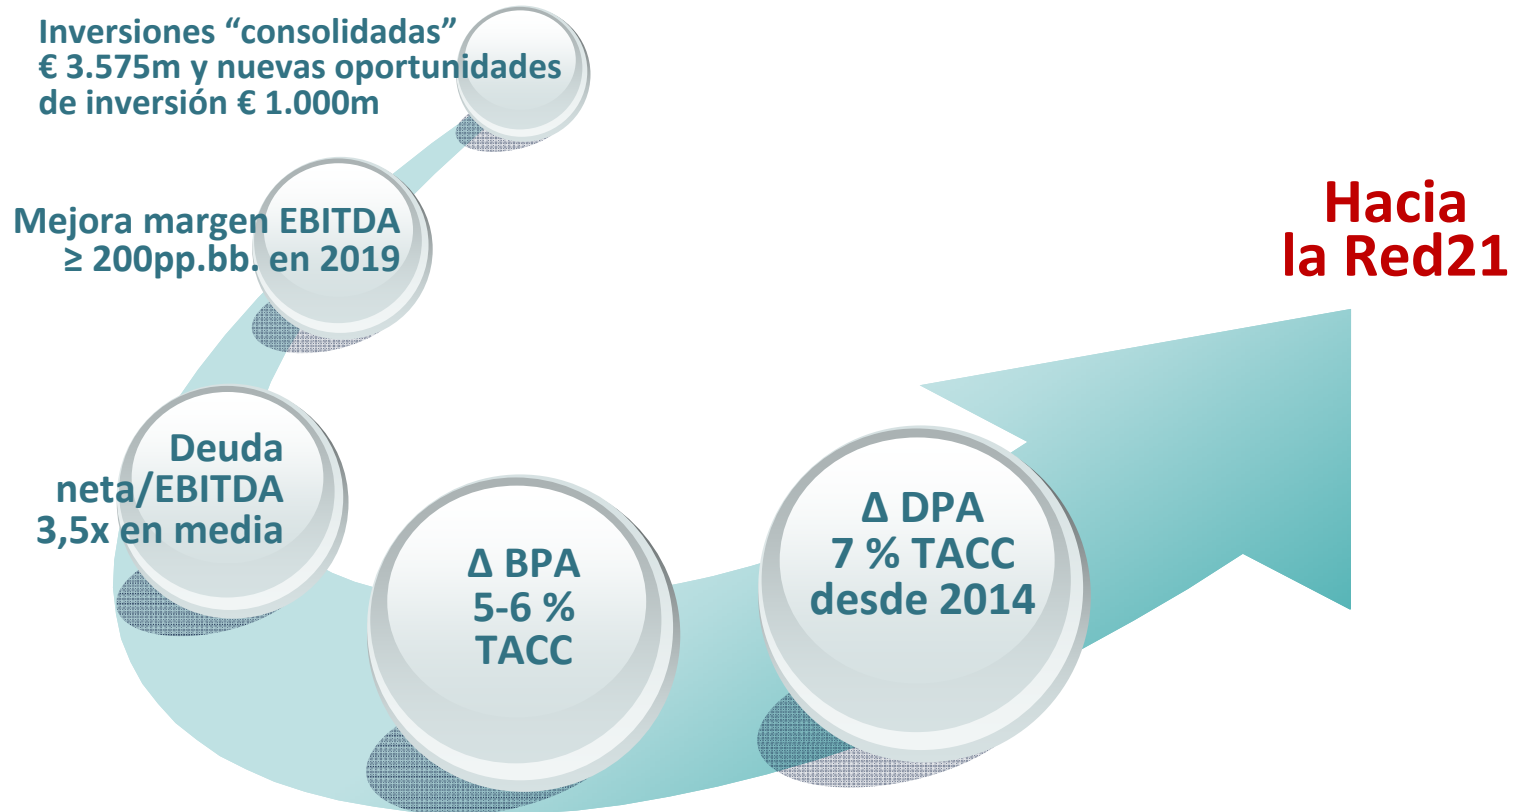 Inversiones “consolidadas”
€ 3.575m y nuevas oportunidades
de inversión € 1.000m
Mejora margen EBITDA
≥ 200pp.bb. en 2019
Deuda
neta/EBITDA
3,5x en media
Δ BPA
5-6 %
TACC
Δ DPA
7 % TACC
desde 2014
Hacia
la Red21